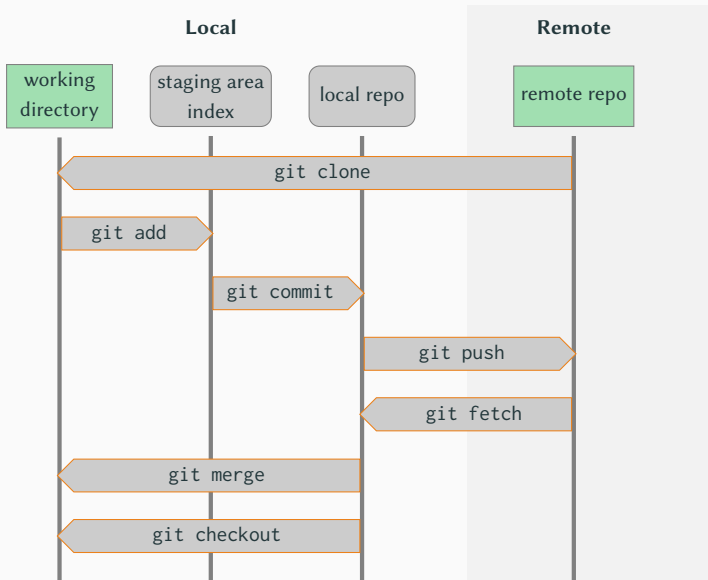 Local
Remote
working
directory
staging area
index
local repo
remote repo
git clone
git add
git commit
git push
git fetch
git merge
git checkout